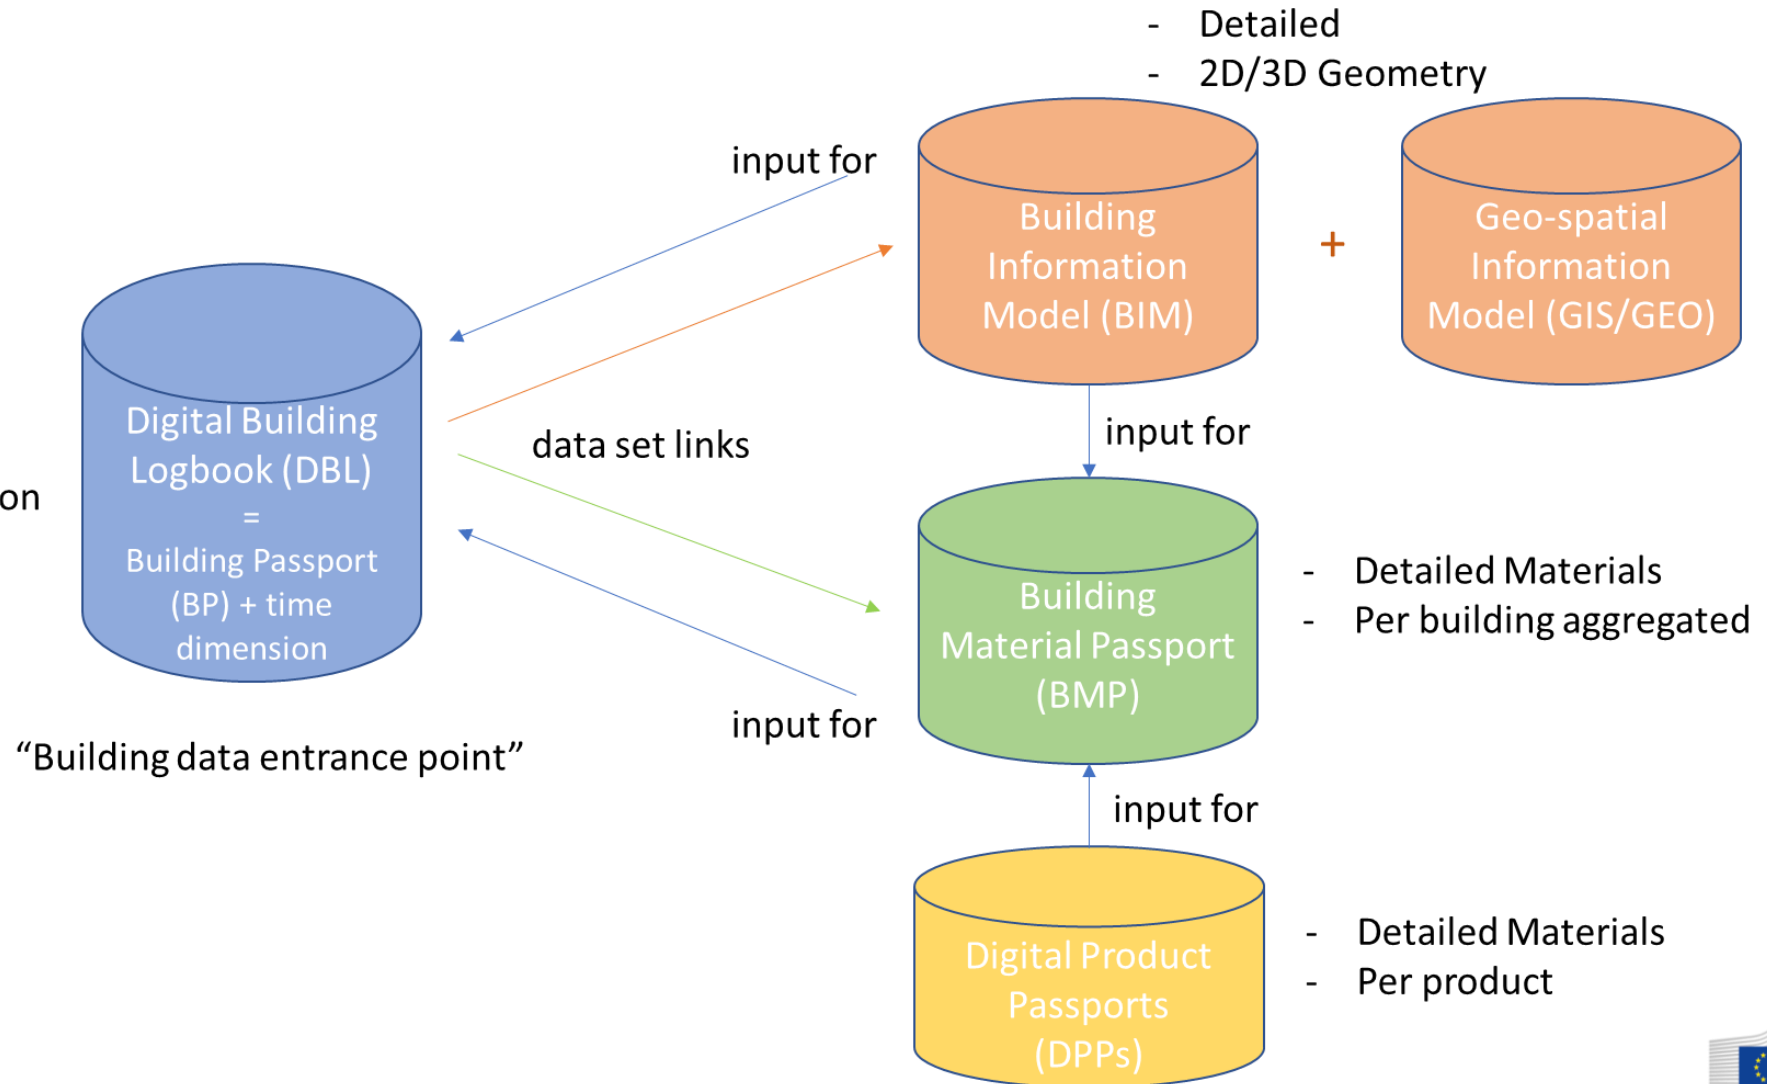 - Detailed
- 2D/3D Geometry
input for
Building
Information
Model (BIM)
+
Geo-spatial
Information
Model (GIS/GEO)
Digital Building
Logbook (DBL)
=
Building Passport
(BP) + time
dimension
on
data set links
input for
Building
Material Passport
(BMP)
- Detailed Materials
- Per building aggregated
input for
“Building data entrance point”
input for
Digital Product
Passports
(DPPs)
- Detailed Materials
- Per product